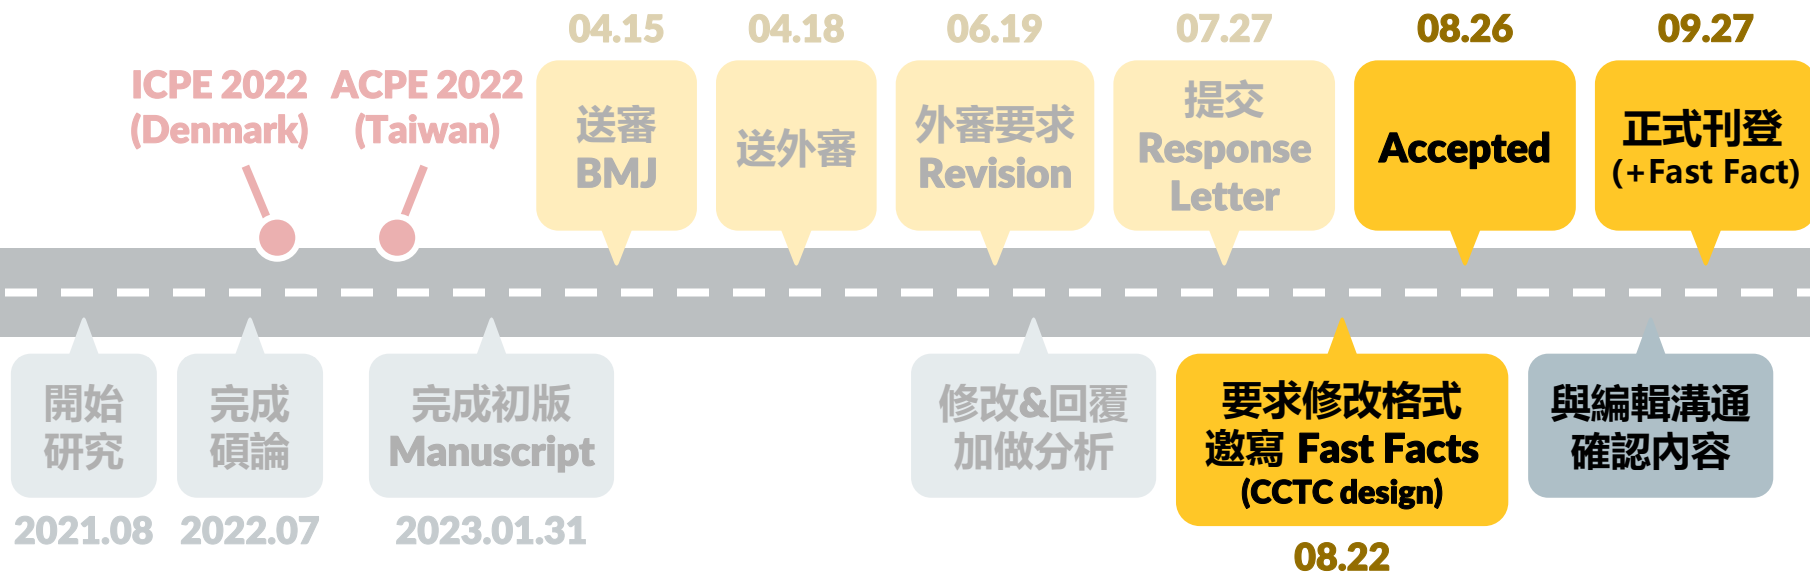 ICPE 2022
(Denmark)
ACPE 2022
(Taiwan)
04.15
送審
BMJ
04.18
送外審
06.19
外審要求
Revision
07.27
提交
Response
Letter
08.26
Accepted
09.27
正式刊登
(+Fast Fact)
開始
研究
2021.08
完成
碩論
2022.07
完成初版
Manuscript
2023.01.31
修改&回覆
加做分析
要求修改格式
邀寫 Fast Facts
(CCTC design)
08.22
與編輯溝通
確認內容